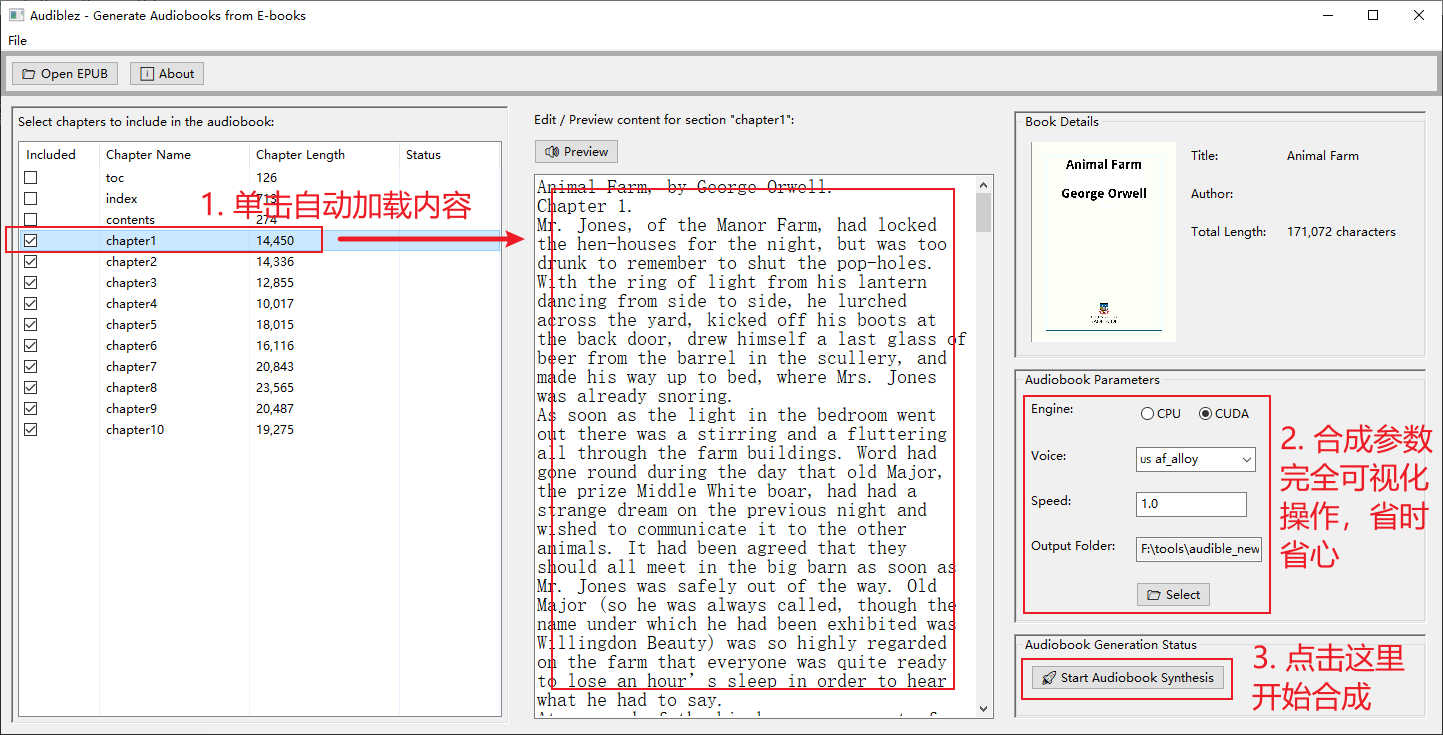 Audiblez - Generate Audiobooks from E-books
File
Open EPUB
About
Select chapters to include in the audiobook:
Included Chapter Name Chapter Length Status
toc 126
index 713
contents 274
chapter1 14,450
chapter2 14,336
chapter3 12,855
chapter4 10,017
chapter5 18,015
chapter6 16,116
chapter7 20,843
chapter8 23,565
chapter9 20,487
chapter10 19,275
1. 单击自动加载内容
Edit / Preview content for section "chapter1":
Preview
Animal Farm, by George Orwell.
Chapter 1.
Mr. Jones, of the Manor Farm, had locked
the hen-houses for the night, but was too
drunk to remember to shut the pop-holes.
With the ring of light from his lantern
dancing from side to side, he lurched
across the yard, kicked off his boots at
the back door, drew himself a last glass of
beer from the barrel in the scullery, and
made his way up to bed, where Mrs. Jones
was already snoring.
As soon as the light in the bedroom went
out there was a stirring and a fluttering
all through the farm buildings. Word had
gone round during the day that old Major,
the prize Middle White boar, had had a
strange dream on the previous night and
wished to communicate it to the other
animals. It had been agreed that they
should all meet in the big barn as soon as
Mr. Jones was safely out of the way. Old
Major (so he was always called, though the
name under which he had been exhibited was
Willingdon Beauty) was so highly regarded
on the farm that everyone was quite ready
to lose an hour's sleep in order to hear
what he had to say.
Book Details
Animal Farm
George Orwell
Title: Animal Farm
Author:
Total Length: 171,072 characters
Audiobook Parameters
Engine: CPU CUDA
Voice: us af_alloy
Speed: 1.0
Output Folder: F:\tools\audible_new
Select
2. 合成参数
完全可视化
操作，省时
省心
Audiobook Generation Status
Start Audiobook Synthesis
3. 点击这里
开始合成